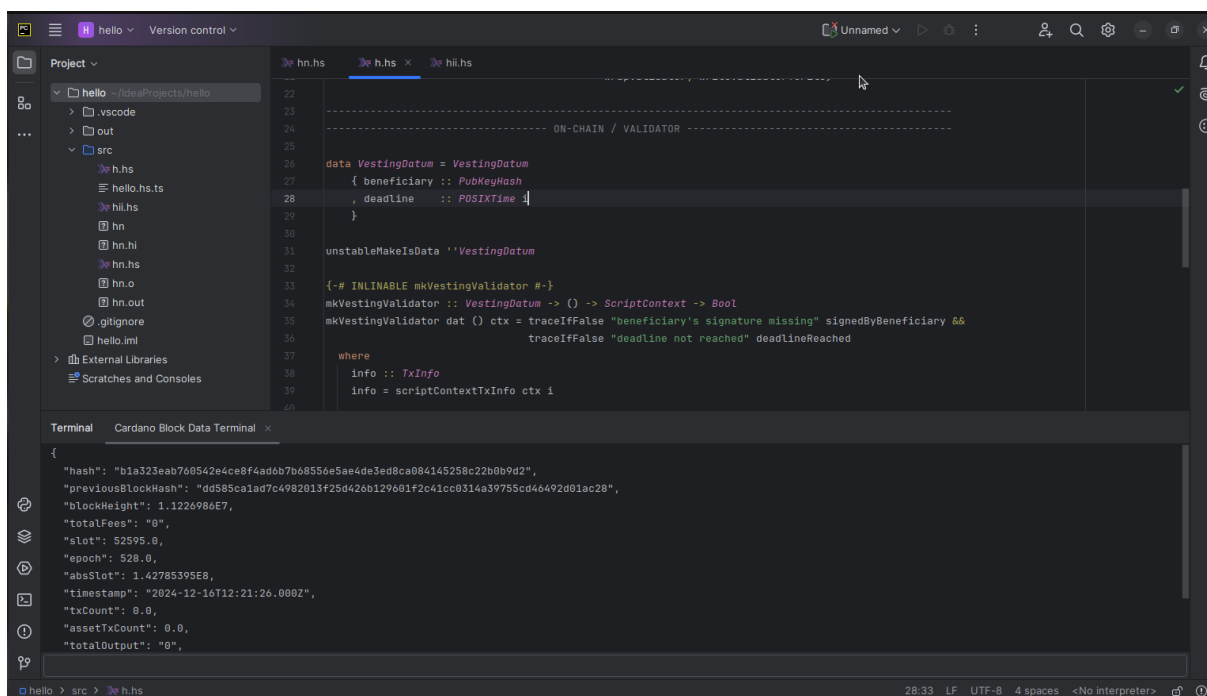 PC
H hello Version control
Unnamed
Project
hello ~/IdeaProjects/hello
.vscode
out
src
h.hs
hello.hs.ts
hii.hs
hn
hn.hi
hn.hs
hn.o
hn.out
.gitignore
hello.iml
External Libraries
Scratches and Consoles
hn.hs
h.hs
hii.hs
22
23 ------------------------------------------------------------------------------------------------
24 ---------------------------------- ON-CHAIN / VALIDATOR -----------------------------------------
25
26 data VestingDatum = VestingDatum
27 { beneficiary :: PubKeyHash
28 , deadline :: POSIXTime i
29 }
30
31 unstableMakeIsData ''VestingDatum
32
33 {-# INLINABLE mkVestingValidator #-}
34 mkVestingValidator :: VestingDatum -> () -> ScriptContext -> Bool
35 mkVestingValidator dat () ctx = traceIfFalse "beneficiary's signature missing" signedByBeneficiary &&
36 traceIfFalse "deadline not reached" deadlineReached
37 where
38 info :: TxInfo
39 info = scriptContextTxInfo ctx i
40
Terminal Cardano Block Data Terminal
{
"hash": "b1a323eab760542e4ce8f4ad6b7b68556e5ae4de3ed8ca084145258c22b0b9d2",
"previousBlockHash": "dd585ca1ad7c4982013f25d426b129601f2c41cc0314a39755cd46492d01ac28",
"blockHeight": 1.1226986E7,
"totalFees": "0",
"slot": 52595.0,
"epoch": 528.0,
"absSlot": 1.42785395E8,
"timestamp": "2024-12-16T12:21:26.000Z",
"txCount": 0.0,
"assetTxCount": 0.0,
"totalOutput": "0",
hello > src > h.hs
28:33 LF UTF-8 4 spaces <No interpreter>